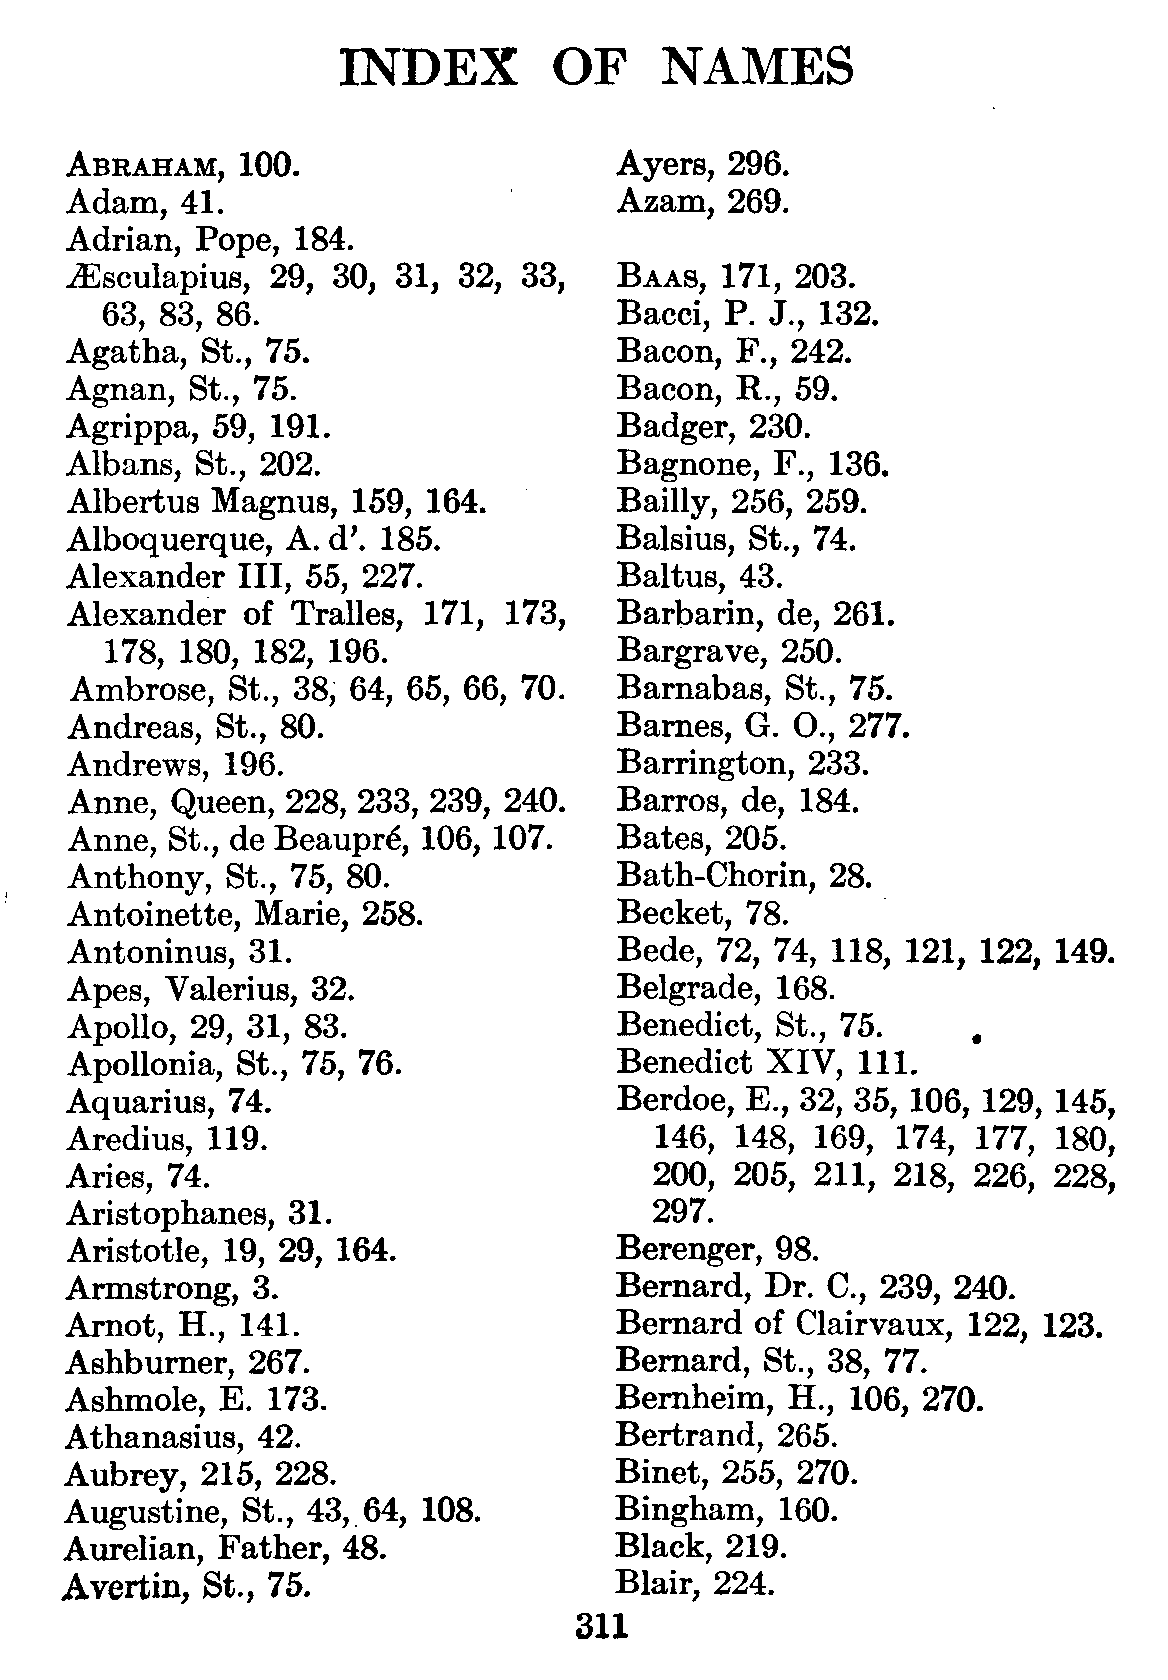 INDEX OF NAMES
ABRAHAM, 100.
Adam, 41.
Adrian, Pope, 184.
Æsculapius, 29, 30, 31, 32, 33,
63, 83, 86.
Agatha, St., 75.
Agnan, St., 75.
Agrippa, 59, 191.
Albans, St., 202.
Albertus Magnus, 159, 164.
Alboquerque, A. d'. 185.
Alexander III, 55, 227.
Alexander of Tralles, 171, 173,
178, 180, 182, 196.
Ambrose, St., 38, 64, 65, 66, 70.
Andreas, St., 80.
Andrews, 196.
Anne, Queen, 228, 233, 239, 240.
Anne, St., de Beaupré, 106, 107.
Anthony, St., 75, 80.
Antoinette, Marie, 258.
Antoninus, 31.
Apes, Valerius, 32.
Apollo, 29, 31, 83.
Apollonia, St., 75, 76.
Aquarius, 74.
Aredius, 119.
Aries, 74.
Aristophanes, 31.
Aristotle, 19, 29, 164.
Armstrong, 3.
Arnot, H., 141.
Ashburner, 267.
Ashmole, E. 173.
Athanasius, 42.
Aubrey, 215, 228.
Augustine, St., 43, 64, 108.
Aurelian, Father, 48.
Avertin, St., 75.
Ayers, 296.
Azam, 269.
BAAS, 171, 203.
Bacci, P. J., 132.
Bacon, F., 242.
Bacon, R., 59.
Badger, 230.
Bagnone, F., 136.
Bailly, 256, 259.
Balsius, St., 74.
Baltus, 43.
Barbarin, de, 261.
Bargrave, 250.
Barnabas, St., 75.
Barnes, G. O., 277.
Barrington, 233.
Barros, de, 184.
Bates, 205.
Bath-Chorin, 28.
Becket, 78.
Bede, 72, 74, 118, 121, 122, 149.
Belgrade, 168.
Benedict, St., 75.
Benedict XIV, 111.
Berdoe, E., 32, 35, 106, 129, 145,
146, 148, 169, 174, 177, 180,
200, 205, 211, 218, 226, 228,
297.
Berenger, 98.
Bernard, Dr. C., 239, 240.
Bernard of Clairvaux, 122, 123.
Bernard, St., 38, 77.
Bernheim, H., 106, 270.
Bertrand, 265.
Binet, 255, 270.
Bingham, 160.
Black, 219.
Blair, 224.
311